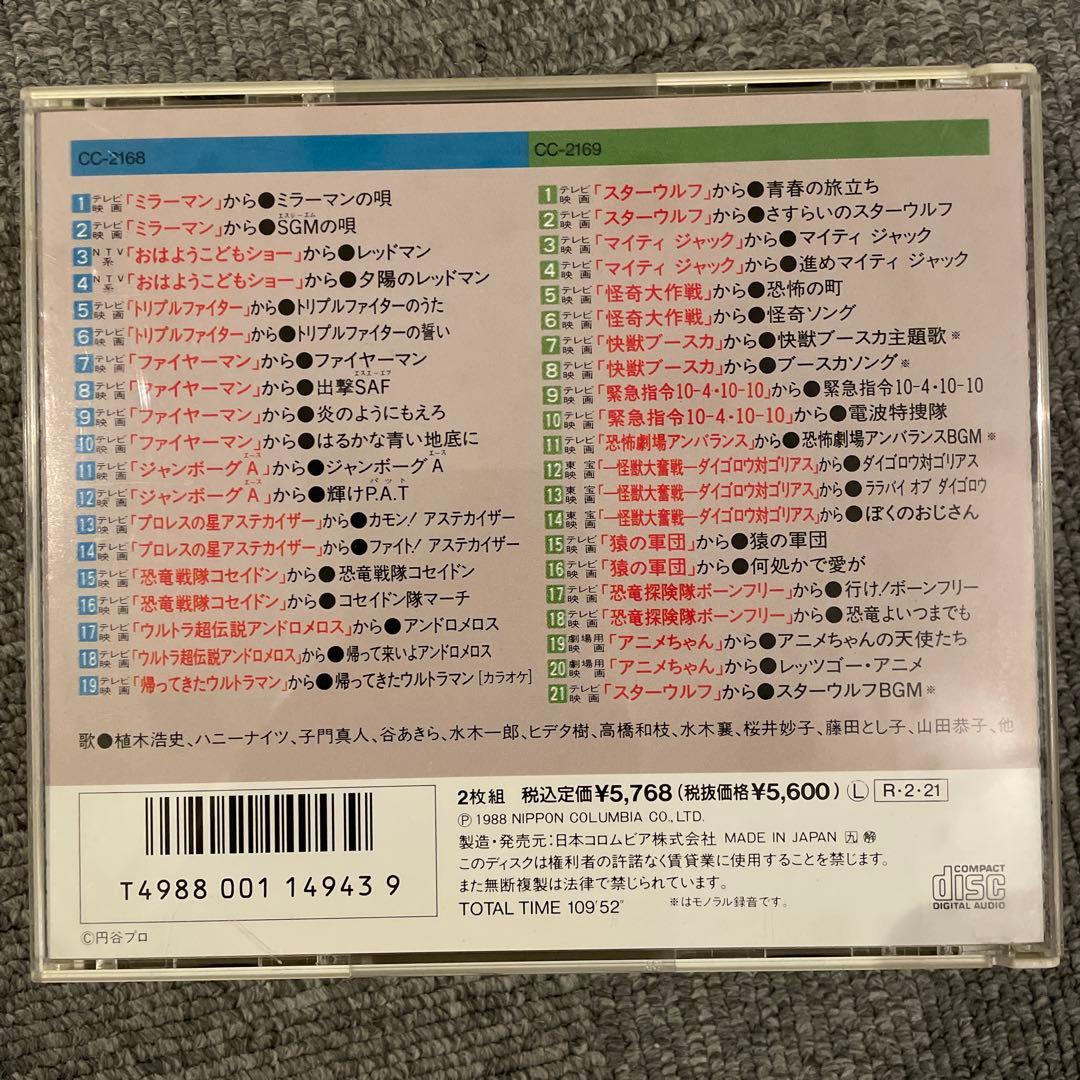 CC-2168
1 テレビ映画「ミラーマン」から●ミラーマンの唄
2 テレビ映画「ミラーマン」から●SGMの唄
エスジーエム
3 NTV系「おはようこどもショー」から●レッドマン
4 NTV系「おはようこどもショー」から●夕陽のレッドマン
5 テレビ映画「トリプルファイター」から●トリプルファイターのうた
6 テレビ映画「トリプルファイター」から●トリプルファイターの誓い
7 テレビ映画「ファイヤーマン」から●ファイヤーマン
8 テレビ映画「ファイヤーマン」から●出撃SAF
エスエーエフ
9 テレビ映画「ファイヤーマン」から●炎のようにもえろ
10 テレビ映画「ファイヤーマン」から●はるかな青い地底に
11 テレビ映画「ジャンボーグA」から●ジャンボーグA
エース エース
12 テレビ映画「ジャンボーグA」から●輝けP.A.T
エース パット
13 テレビ映画「プロレスの星アステカイザー」から●カモン!アステカイザー
14 テレビ映画「プロレスの星アステカイザー」から●ファイト!アステカイザー
15 テレビ映画「恐竜戦隊コセイドン」から●恐竜戦隊コセイドン
16 テレビ映画「恐竜戦隊コセイドン」から●コセイドン隊マーチ
17 テレビ映画「ウルトラ超伝説アンドロメロス」から●アンドロメロス
18 テレビ映画「ウルトラ超伝説アンドロメロス」から●帰って来いよアンドロメロス
19 テレビ映画「帰ってきたウルトラマン」から●帰ってきたウルトラマン[カラオケ]
CC-2169
1 テレビ映画「スターウルフ」から●青春の旅立ち
2 テレビ映画「スターウルフ」から●さすらいのスターウルフ
3 テレビ映画「マイティ ジャック」から●マイティ ジャック
4 テレビ映画「マイティ ジャック」から●進めマイティ ジャック
5 テレビ映画「怪奇大作戦」から●恐怖の町
6 テレビ映画「怪奇大作戦」から●怪奇ソング
7 テレビ映画「快獣ブースカ」から●快獣ブースカ主題歌※
8 テレビ映画「快獣ブースカ」から●ブースカソング※
9 テレビ映画「緊急指令10-4・10-10」から●緊急指令10-4・10-10
10 テレビ映画「緊急指令10-4・10-10」から●電波特捜隊
11 テレビ映画「恐怖劇場アンバランス」から●恐怖劇場アンバランスBGM※
12 東宝映画「一怪獣大奮戦―ダイゴロウ対ゴリアス」から●ダイゴロウ対ゴリアス
13 東宝映画「一怪獣大奮戦―ダイゴロウ対ゴリアス」から●ララバイ オブ ダイゴロウ
14 東宝映画「一怪獣大奮戦―ダイゴロウ対ゴリアス」から●ぼくのおじさん
15 テレビ映画「猿の軍団」から●猿の軍団
16 テレビ映画「猿の軍団」から●何処かで愛が
17 テレビ映画「恐竜探険隊ボーンフリー」から●行け!ボーンフリー
18 テレビ映画「恐竜探険隊ボーンフリー」から●恐竜よいつまでも
19 劇場用映画「アニメちゃん」から●アニメちゃんの天使たち
20 劇場用映画「アニメちゃん」から●レッツゴー・アニメ
21 テレビ映画「スターウルフ」から●スターウルフBGM※
歌●植木浩史、ハニーナイツ、子門真人、谷あきら、水木一郎、ヒデタ樹、高橋和枝、水木襄、桜井妙子、藤田とし子、山田恭子、他
T4988 001 14943 9
©円谷プロ
2枚組 税込定価¥5,768(税抜価格¥5,600) Ⓛ R・2・21
℗ 1988 NIPPON COLUMBIA CO.,LTD.
製造・発売元:日本コロムビア株式会社 MADE IN JAPAN 九 解
このディスクは権利者の許諾なく賃貸業に使用することを禁じます。
また無断複製は法律で禁じられています。
TOTAL TIME 109'52" ※はモノラル録音です。
COMPACT
disc
DIGITAL AUDIO